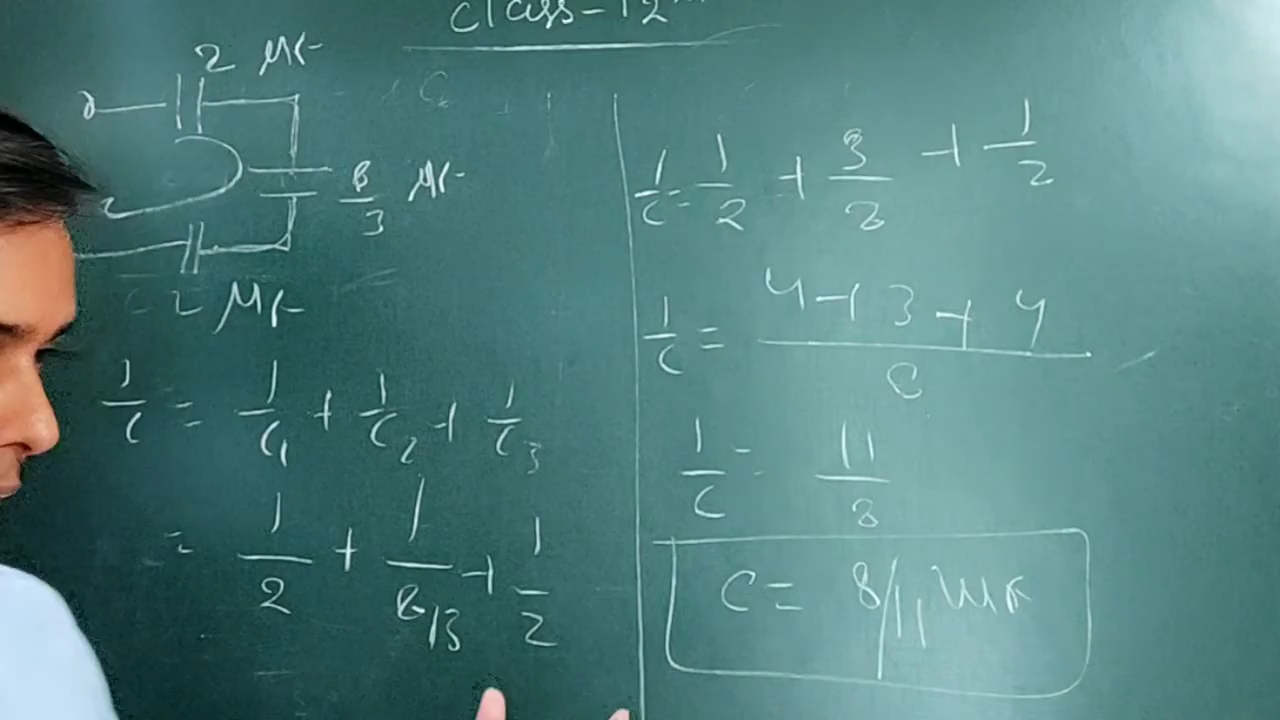 class-12th
2 μF
8/3 μF
2 μF
1/C = 1/C1 + 1/C2 + 1/C3
= 1/2 + 1/8/3 + 1/2
1/C = 1/2 + 3/8 + 1/2
1/C = 4+3+4/8
1/C = 11/8
C = 8/11 μF